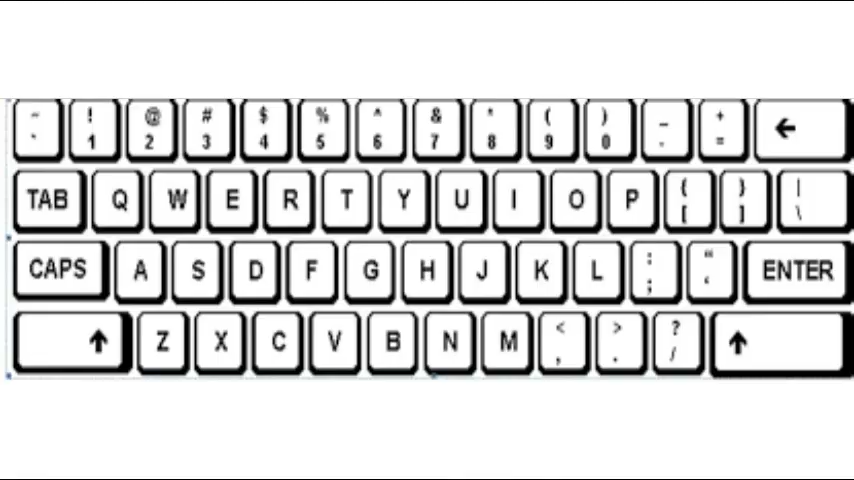 ~ ! @ # $ % ^ & * ( ) _ +
` 1 2 3 4 5 6 7 8 9 0 - = ←
TAB Q W E R T Y U I O P { [ } ] | \
CAPS A S D F G H J K L : ; “ ‘ ENTER
↑ Z X C V B N M < , > . ? / ↑